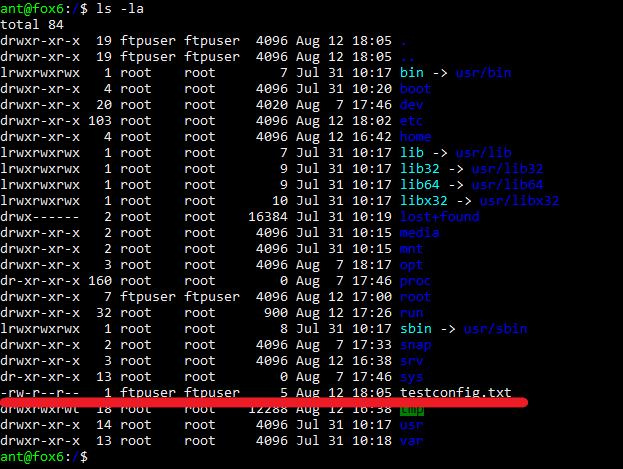 ant@fox6:/$ ls -la
total 84
drwxr-xr-x  19 ftpuser ftpuser  4096 Aug 12 18:05 .
drwxr-xr-x  19 ftpuser ftpuser  4096 Aug 12 18:05 ..
lrwxrwxrwx   1 root    root        7 Jul 31 10:17 bin -> usr/bin
drwxr-xr-x   4 root    root     4096 Jul 31 10:20 boot
drwxr-xr-x  20 root    root     4020 Aug  7 17:46 dev
drwxr-xr-x 103 root    root     4096 Aug 12 18:02 etc
drwxr-xr-x   4 root    root     4096 Aug 12 16:42 home
lrwxrwxrwx   1 root    root        7 Jul 31 10:17 lib -> usr/lib
lrwxrwxrwx   1 root    root        9 Jul 31 10:17 lib32 -> usr/lib32
lrwxrwxrwx   1 root    root        9 Jul 31 10:17 lib64 -> usr/lib64
lrwxrwxrwx   1 root    root       10 Jul 31 10:17 libx32 -> usr/libx32
drwx------   2 root    root    16384 Jul 31 10:19 lost+found
drwxr-xr-x   2 root    root     4096 Jul 31 10:15 media
drwxr-xr-x   2 root    root     4096 Jul 31 10:15 mnt
drwxr-xr-x   3 root    root     4096 Aug  7 18:17 opt
dr-xr-xr-x 160 root    root        0 Aug  7 17:46 proc
drwxr-xr-x   7 ftpuser ftpuser  4096 Aug 12 17:00 root
drwxr-xr-x  32 root    root      900 Aug 12 17:26 run
lrwxrwxrwx   1 root    root        8 Jul 31 10:17 sbin -> usr/sbin
drwxr-xr-x   2 root    root     4096 Aug  7 17:33 snap
drwxr-xr-x   3 root    root     4096 Aug 12 16:38 srv
dr-xr-xr-x  13 root    root        0 Aug  7 17:46 sys
-rw-r--r--   1 ftpuser ftpuser     5 Aug 12 18:05 testconfig.txt
drwxrwxrwt  18 root    root    12288 Aug 12 16:38 tmp
drwxr-xr-x  14 root    root     4096 Jul 31 10:17 usr
drwxr-xr-x  13 root    root     4096 Jul 31 10:18 var
ant@fox6:/$